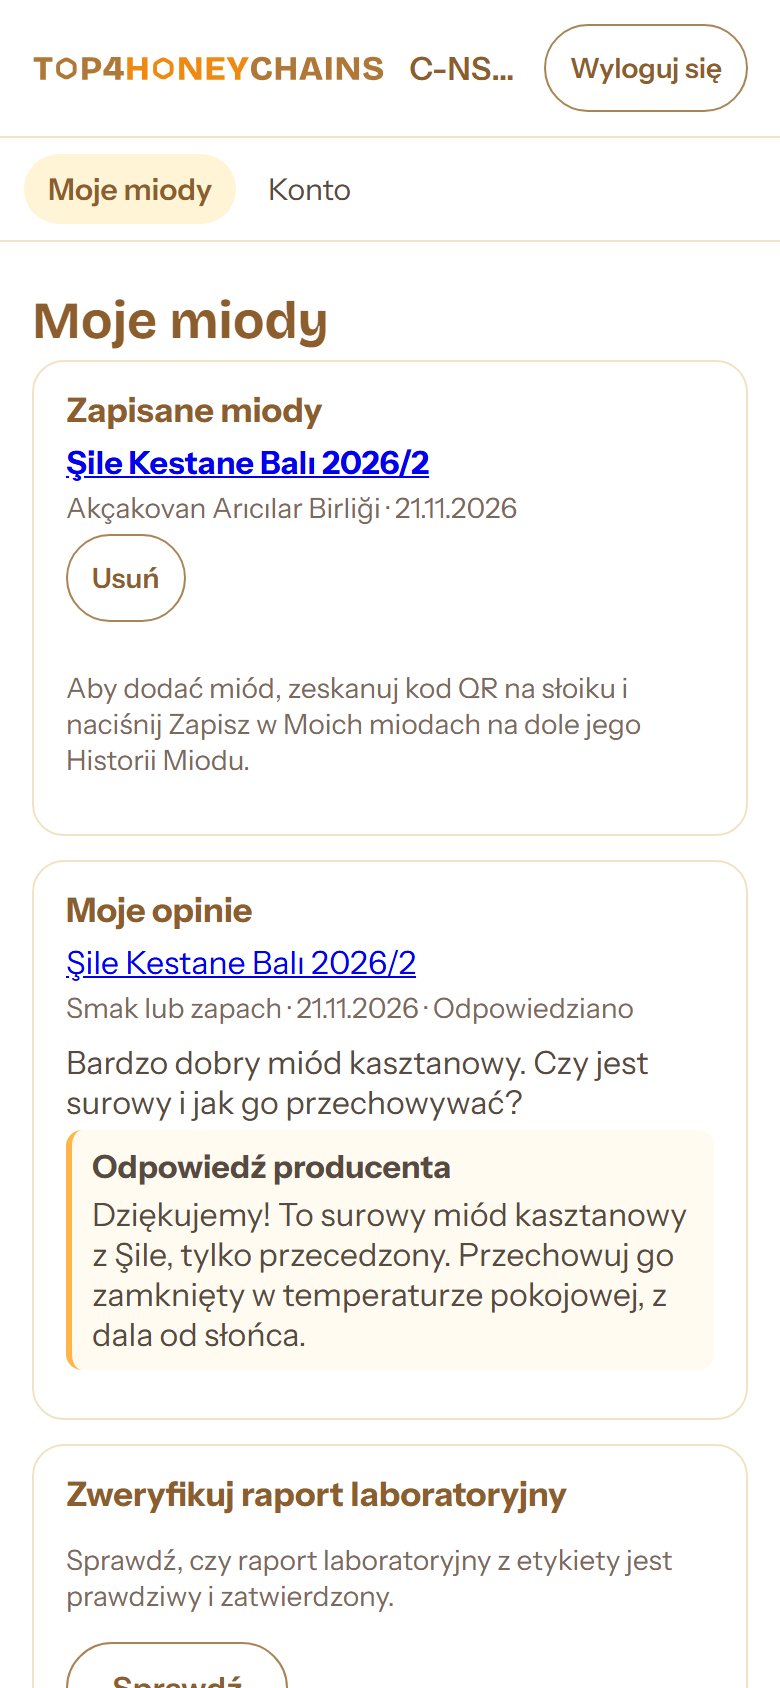 TOP4HONEYCHAINS C-NS... Wyloguj się
Moje miody Konto
Moje miody
Zapisane miody
Şile Kestane Balı 2026/2
Akçakovan Arıcılar Birliği · 21.11.2026
Usuń
Aby dodać miód, zeskanuj kod QR na słoiku i
naciśnij Zapisz w Moich miodach na dole jego
Historii Miodu.
Moje opinie
Şile Kestane Balı 2026/2
Smak lub zapach · 21.11.2026 · Odpowiedziano
Bardzo dobry miód kasztanowy. Czy jest
surowy i jak go przechowywać?
Odpowiedź producenta
Dziękujemy! To surowy miód kasztanowy
z Şile, tylko przecedzony. Przechowuj go
zamknięty w temperaturze pokojowej, z
dala od słońca.
Zweryfikuj raport laboratoryjny
Sprawdź, czy raport laboratoryjny z etykiety jest
prawdziwy i zatwierdzony.
Sprawdź